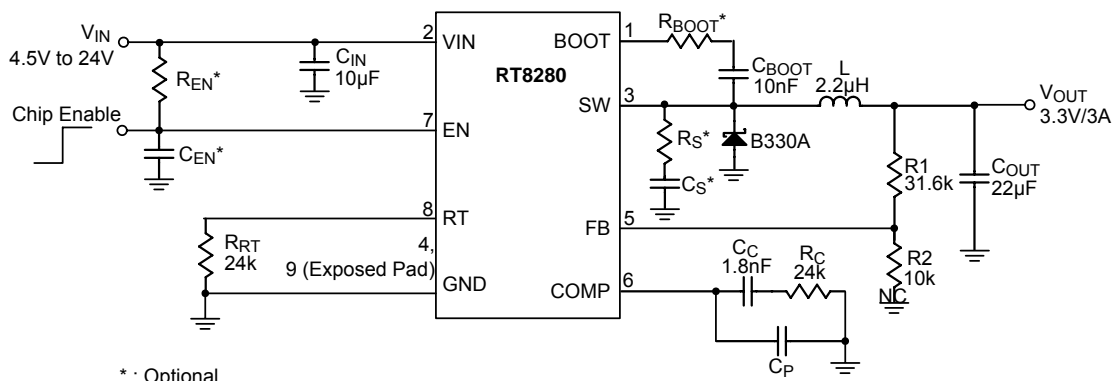 VIN
4.5V to 24V
REN*
CIN
10µF
Chip Enable
CEN*
RRT
24k
2
VIN
7
EN
8
RT
4,
9 (Exposed Pad)
GND
RT8280
BOOT
1
SW
3
FB
5
COMP
6
RBOOT*
CBOOT
10nF
L
2.2µH
VOUT
3.3V/3A
RS*
CS*
B330A
R1
31.6k
COUT
22µF
R2
10k
NC
CC
1.8nF
RC
24k
CP
* : Optional